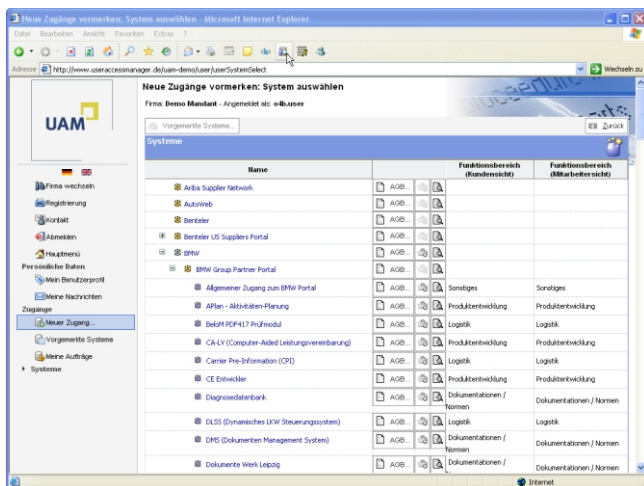 Neue Zugänge vormerken: System auswählen - Microsoft Internet Explorer
Datei Bearbeiten Ansicht Favoriten Extras ?
Adresse http://www.useraccessmanager.de/uam-demo/user/userSystemSelect Wechseln zu
UAM
Firma wechseln
Registrierung
Kontakt
Abmelden
Hauptmenü
Persönliche Daten
Mein Benutzerprofil
Meine Nachrichten
Zugänge
Neuer Zugang...
Vorgemerkte Systeme
Meine Aufträge
Systeme
Neue Zugänge vormerken: System auswählen
Firma: Demo Mandant - Angemeldet als: e-lib.user
Vorgemerkte Systeme... Zurück
Systeme
Name Funktionsbereich (Kundensicht) Funktionsbereich (Mitarbeitersicht)
Ariba Supplier Network AGB...
AutoWeb AGB...
Benteler AGB...
Benteler US Suppliers Portal AGB...
BMW AGB...
BMW Group Partner Portal AGB...
Allgemeiner Zugang zum BMW Portal AGB... Sonstiges Sonstiges
APlan - Aktivitäten-Planung AGB... Produktentwicklung Produktentwicklung
BeloM PDF417 Prüfmodul AGB... Logistik Logistik
CA-LV (Computer-Aided Leistungsvereinbarung) AGB... Produktentwicklung Produktentwicklung
Carrier Pre-Information (CPI) AGB... Logistik Logistik
CE Entwickler AGB... Produktentwicklung Produktentwicklung
Diagnosedatenbank AGB... Dokumentationen / Normen Dokumentationen / Normen
DLSS (Dynamisches LKW Steuerungssystem) AGB... Logistik Logistik
DMS (Dokumenten Management System) AGB... Dokumentationen / Normen Dokumentationen / Normen
Dokumente Werk Leipzig AGB... Dokumentationen / Dokumentationen / Normen
Internet